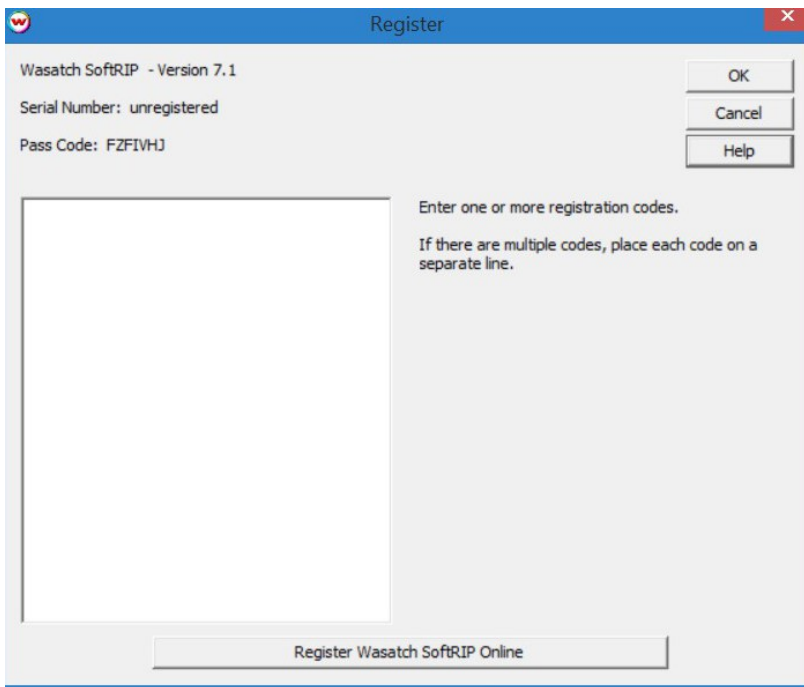 Register
Wasatch SoftRIP - Version 7.1
OK
Serial Number: unregistered
Cancel
Pass Code: FZFIVHJ
Help
Enter one or more registration codes.
If there are multiple codes, place each code on a
separate line.
Register Wasatch SoftRIP Online